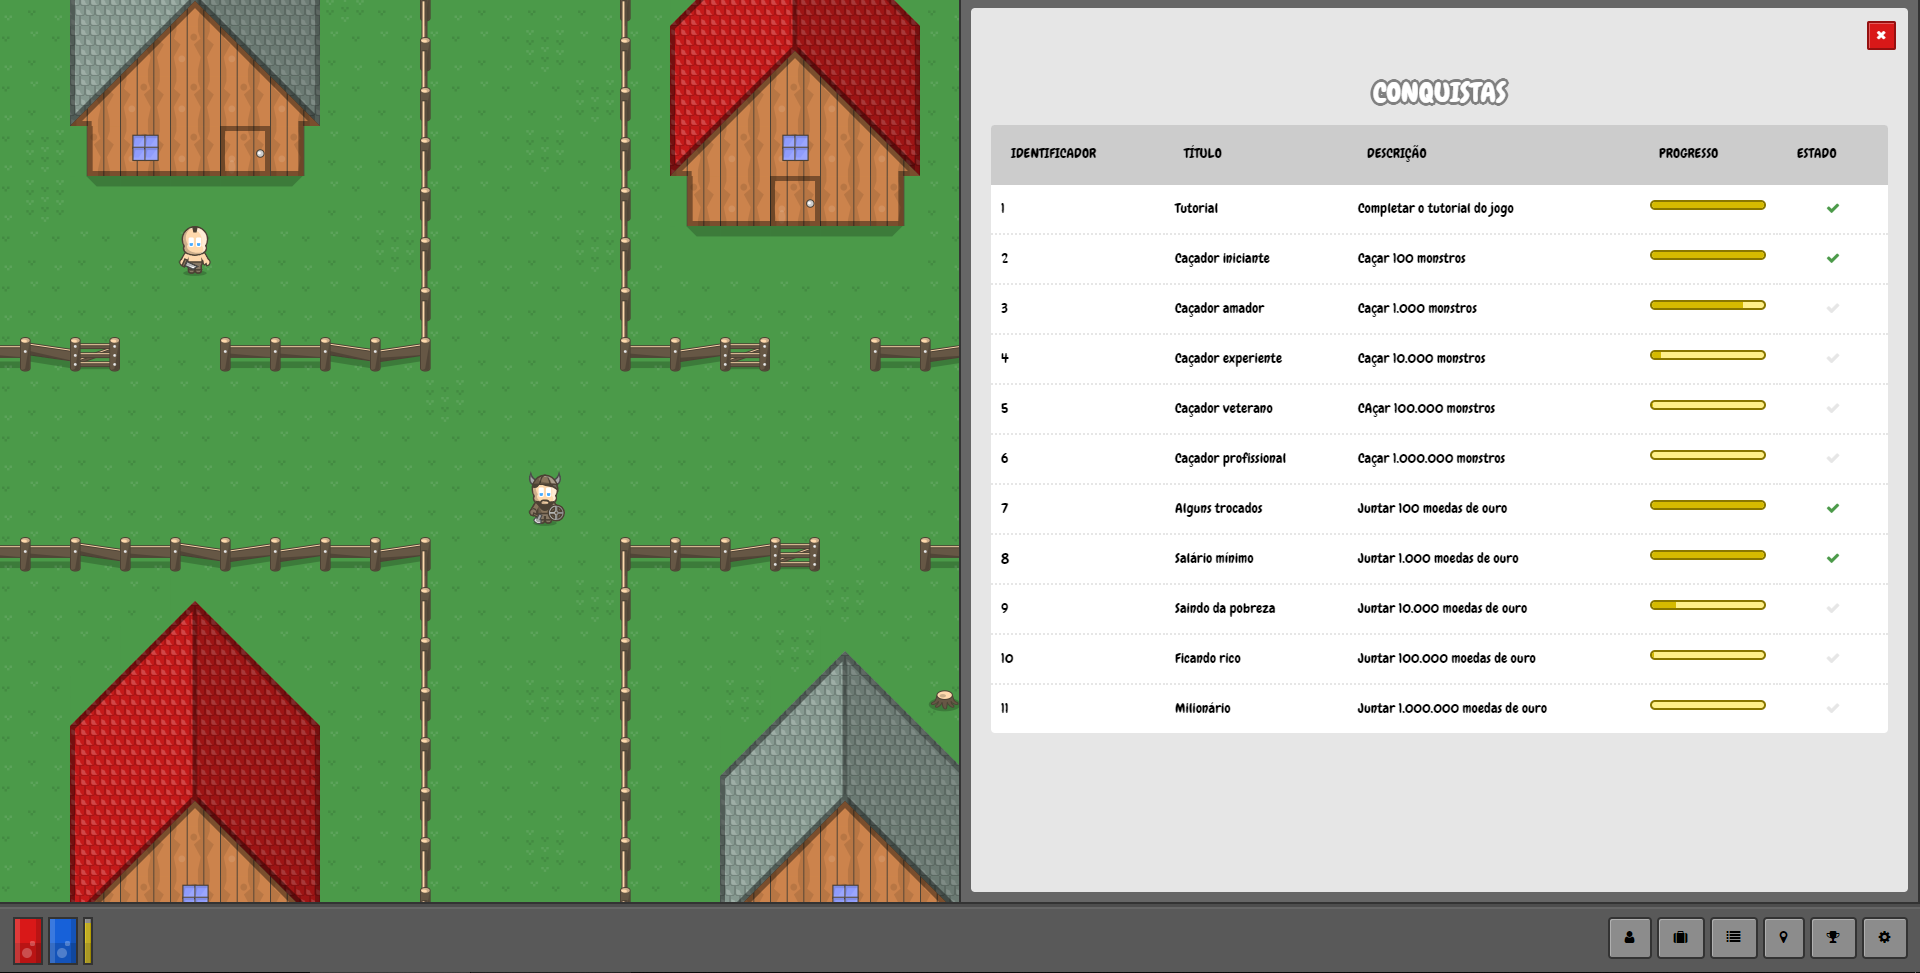 CONQUISTAS
IDENTIFICADOR TÍTULO DESCRIÇÃO PROGRESSO ESTADO
1 Tutorial Completar o tutorial do jogo
2 Caçador iniciante Caçar 100 monstros
3 Caçador amador Caçar 1.000 monstros
4 Caçador experiente Caçar 10.000 monstros
5 Caçador veterano CAçar 100.000 monstros
6 Caçador profissional Caçar 1.000.000 monstros
7 Alguns trocados Juntar 100 moedas de ouro
8 Salário mínimo Juntar 1.000 moedas de ouro
9 Saindo da pobreza Juntar 10.000 moedas de ouro
10 Ficando rico Juntar 100.000 moedas de ouro
11 Milionário Juntar 1.000.000 moedas de ouro